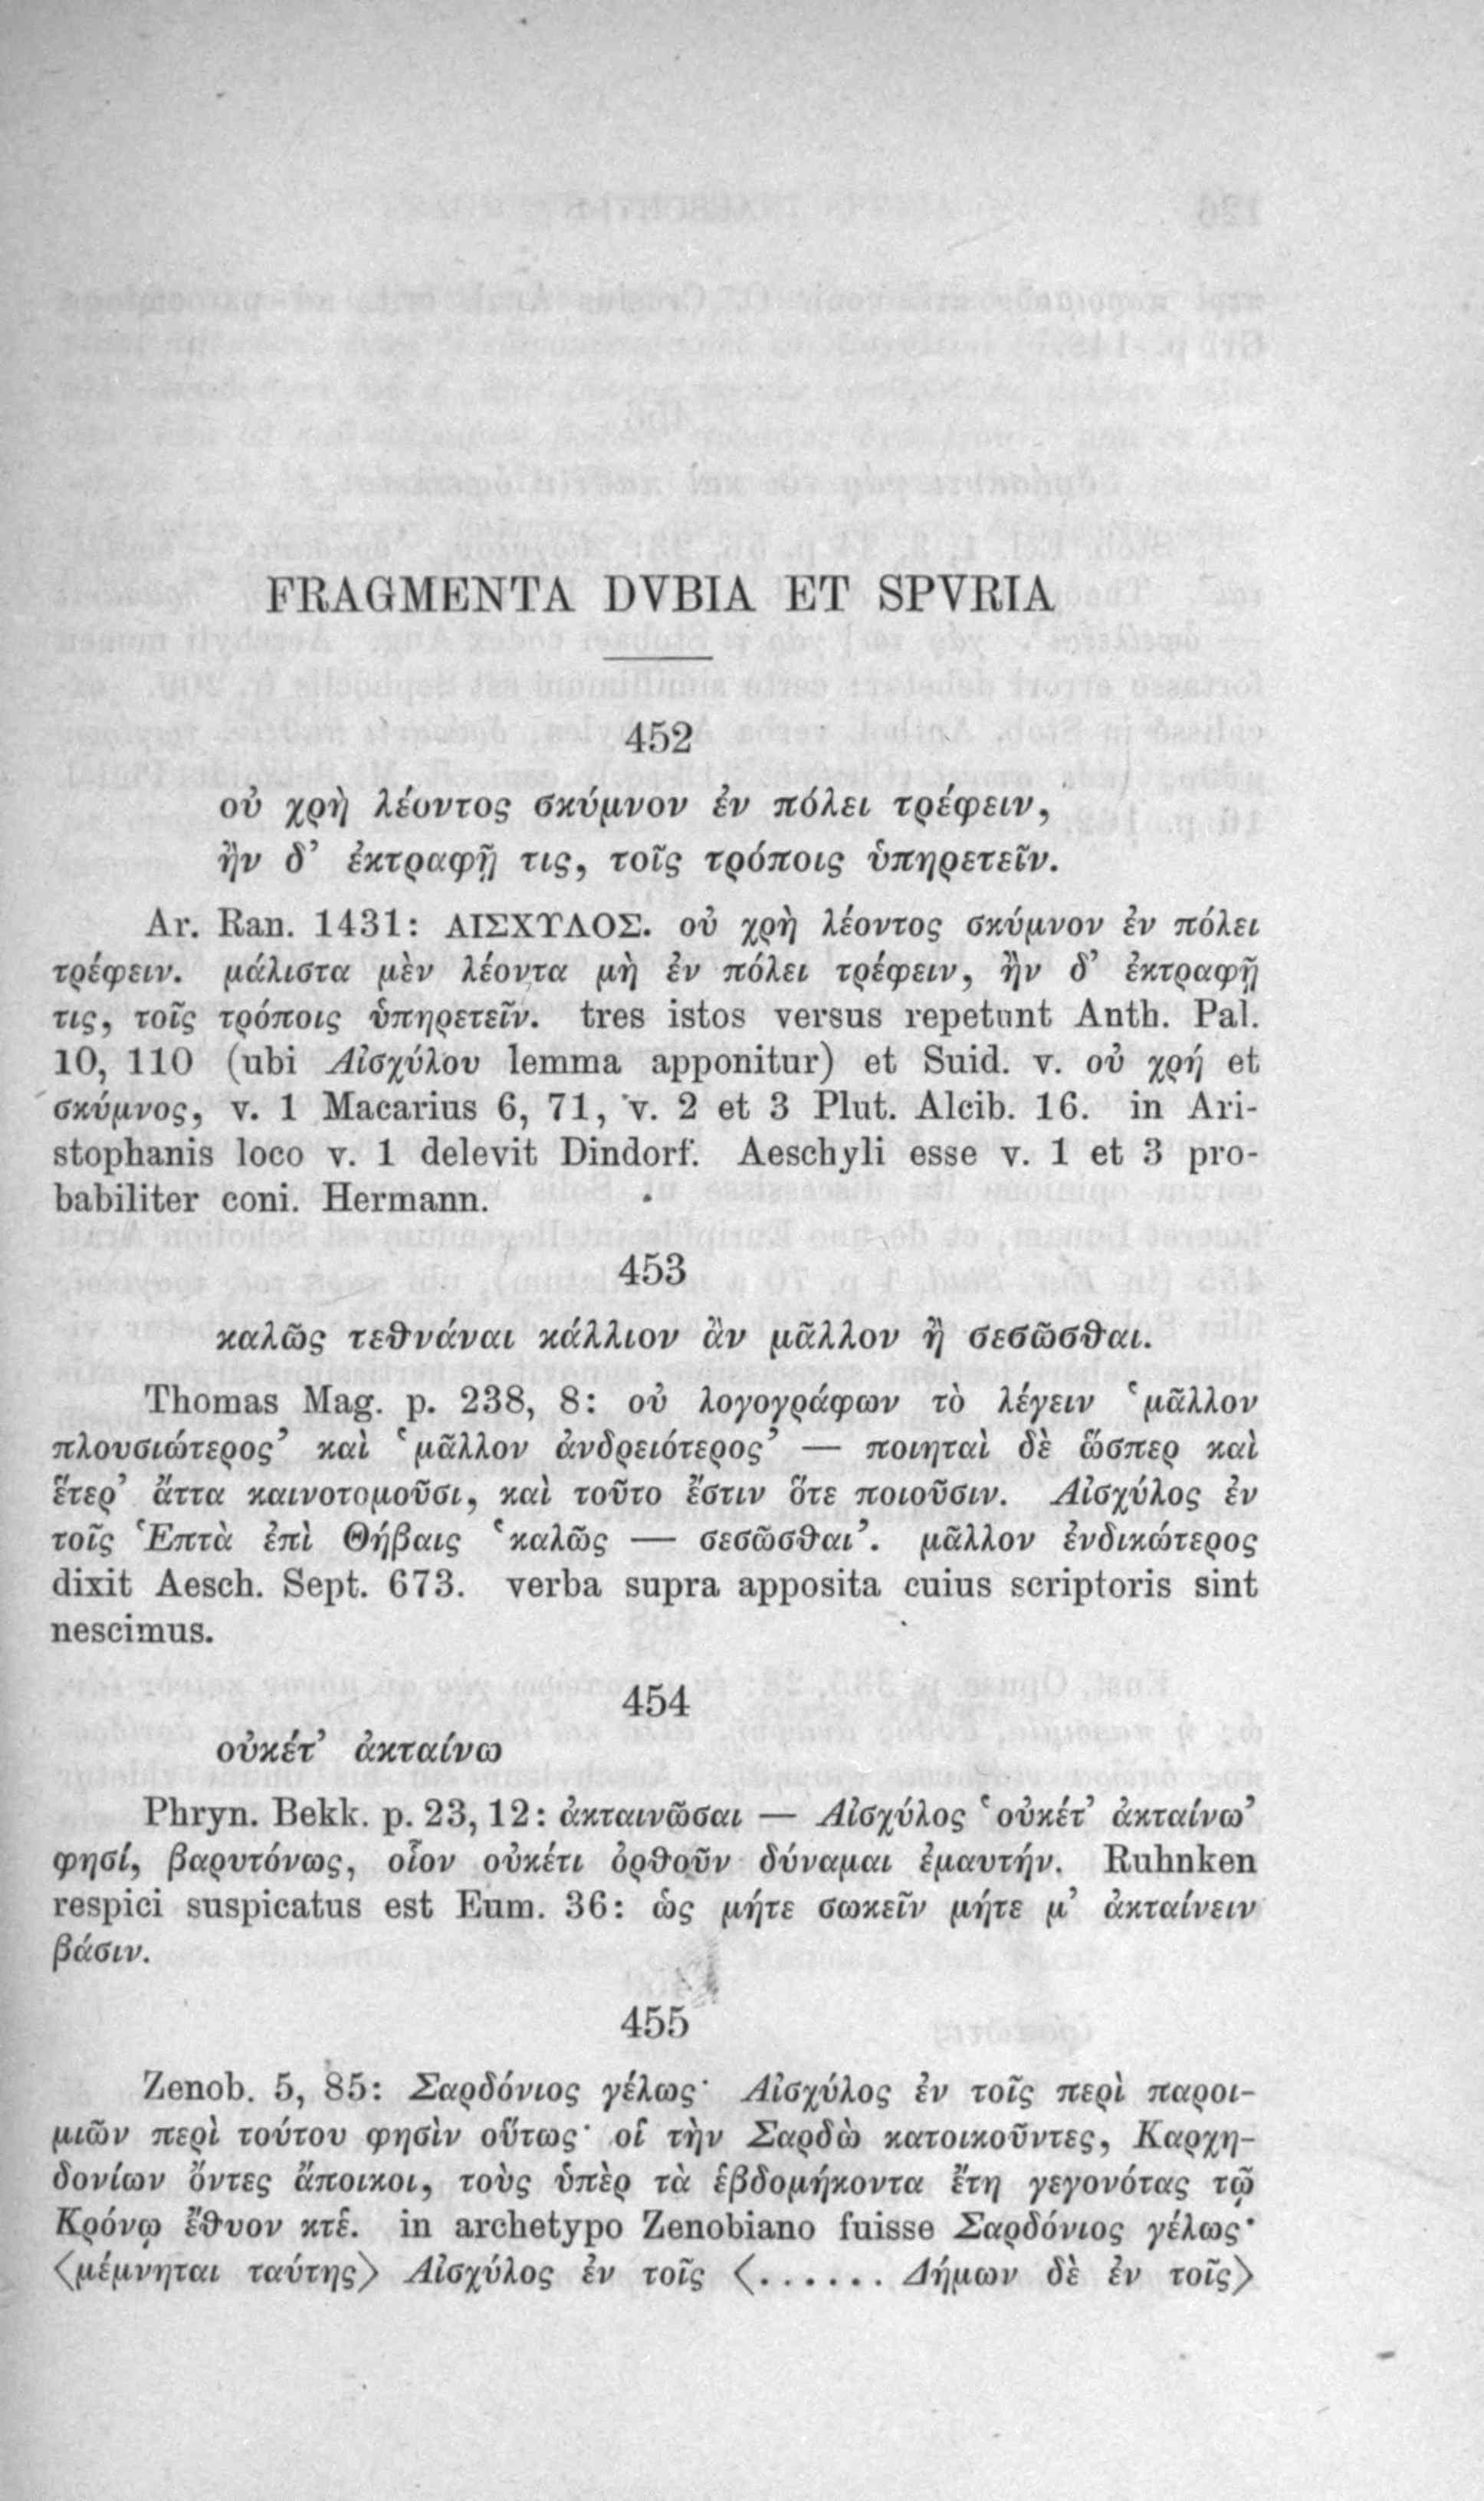 FRAGMENTA DVBIA ET SPVRIA
452
οὐ χρὴ λέοντος σκύμνον ἐν πόλει τρέφειν,
ἢν δ’ ἐκτραφῇ τις, τοῖς τρόποις ὑπηρετεῖν.
Ar. Ran. 1431: ΑΙΣΧΥΛΟΣ. οὐ χρὴ λέοντος σκύμνον ἐν πόλει
τρέφειν. μάλιστα μὲν λέοντα μὴ ἐν πόλει τρέφειν, ἢν δ’ ἐκτραφῇ
τις, τοῖς τρόποις ὑπηρετεῖν. tres istos versus repetunt Anth. Pal.
10, 110 (ubi Αἰσχύλου lemma apponitur) et Suid. v. οὐ χρή et
σκύμνος, v. 1 Macarius 6, 71, v. 2 et 3 Plut. Alcib. 16. in Ari-
stophanis loco v. 1 delevit Dindorf. Aeschyli esse v. 1 et 3 pro-
babiliter coni. Hermann.
453
καλῶς τεθνάναι κάλλιον ἂν μᾶλλον ἢ σεσῶσθαι.
Thomas Mag. p. 238, 8: οὐ λογογράφων τὸ λέγειν ‘μᾶλλον
πλουσιώτερος’ καὶ ‘μᾶλλον ἀνδρειότερος’ — ποιηταὶ δὲ ὥσπερ καὶ
ἕτερ’ ἄττα καινοτομοῦσι, καὶ τοῦτο ἔστιν ὅτε ποιοῦσιν. Αἰσχύλος ἐν
τοῖς Ἑπτὰ ἐπὶ Θήβαις ‘καλῶς — σεσῶσθαι’. μᾶλλον ἐνδικώτερος
dixit Aesch. Sept. 673. verba supra apposita cuius scriptoris sint
nescimus.
454
οὐκέτ’ ἀκταίνω
Phryn. Bekk. p. 23, 12: ἀκταινῶσαι — Αἰσχύλος ‘οὐκέτ’ ἀκταίνω’
φησί, βαρυτόνως, οἷον οὐκέτι ὀρθοῦν δύναμαι ἐμαυτήν. Ruhnken
respici suspicatus est Eum. 36: ὡς μήτε σωκεῖν μήτε μ’ ἀκταίνειν
βάσιν.
455
Zenob. 5, 85: Σαρδόνιος γέλως· Αἰσχύλος ἐν τοῖς περὶ παροι-
μιῶν περὶ τούτου φησὶν οὕτως· οἱ τὴν Σαρδὼ κατοικοῦντες, Καρχη-
δονίων ὄντες ἄποικοι, τοὺς ὑπὲρ τὰ ἑβδομήκοντα ἔτη γεγονότας τῷ
Κρόνῳ ἔθυον κτἑ. in archetypo Zenobiano fuisse Σαρδόνιος γέλως·
〈μέμνηται ταύτης〉 Αἰσχύλος ἐν τοῖς 〈...... Δήμων δὲ ἐν τοῖς〉